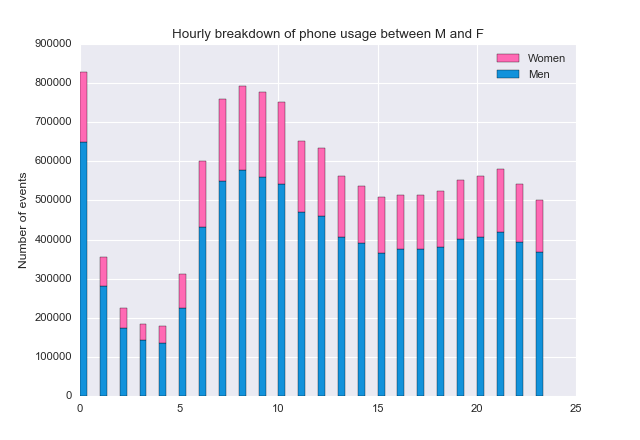 Hourly breakdown of phone usage between M and F
Women
Men
Number of events
900000
800000
700000
600000
500000
400000
300000
200000
100000
0
0 5 10 15 20 25